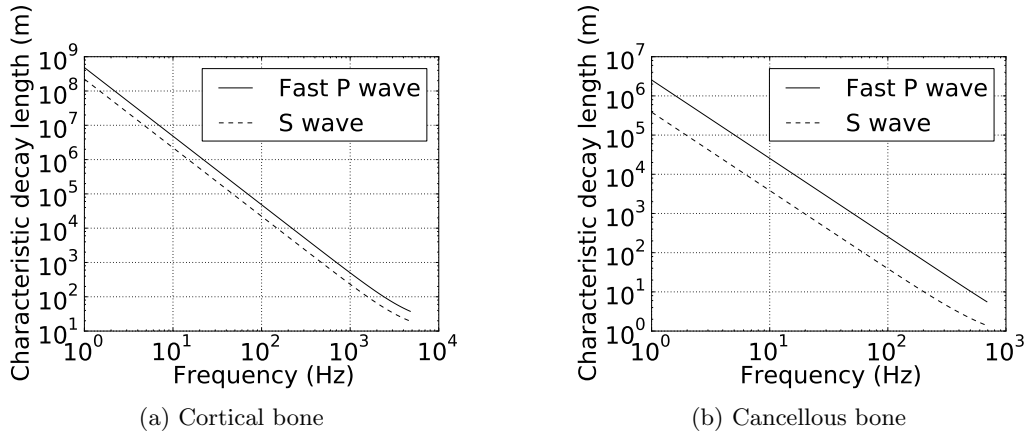 Characteristic decay length (m)
10^9
10^8
10^7
10^6
10^5
10^4
10^3
10^2
10^1
Fast P wave
S wave
10^0 10^1 10^2 10^3 10^4
Frequency (Hz)
(a) Cortical bone
Characteristic decay length (m)
10^7
10^6
10^5
10^4
10^3
10^2
10^1
10^0
Fast P wave
S wave
10^0 10^1 10^2 10^3
Frequency (Hz)
(b) Cancellous bone